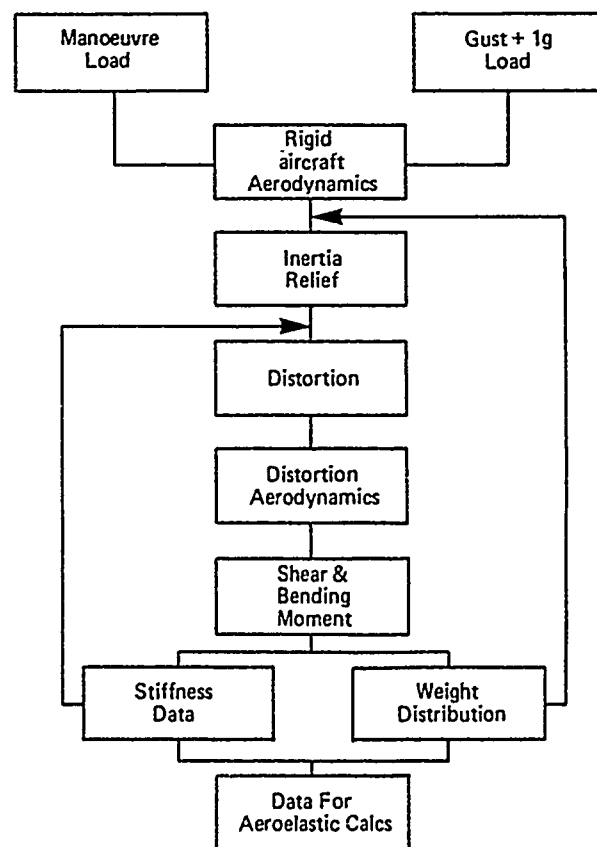 Manoeuvre
Load
Gust + 1g
Load
Rigid
aircraft
Aerodynamics
Inertia
Relief
Distortion
Distortion
Aerodynamics
Shear &
Bending
Moment
Stiffness
Data
Weight
Distribution
Data For
Aeroelastic Calcs